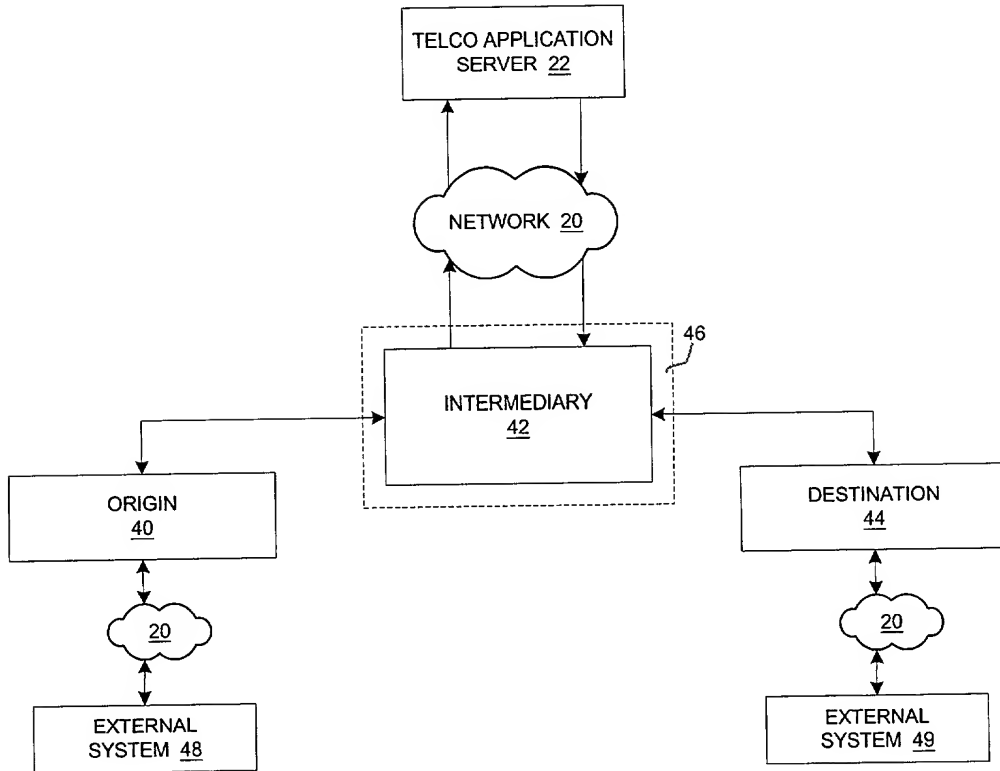 TELCO APPLICATION
SERVER 22
NETWORK 20
46
INTERMEDIARY
42
ORIGIN
40
DESTINATION
44
20
20
EXTERNAL
SYSTEM 48
EXTERNAL
SYSTEM 49